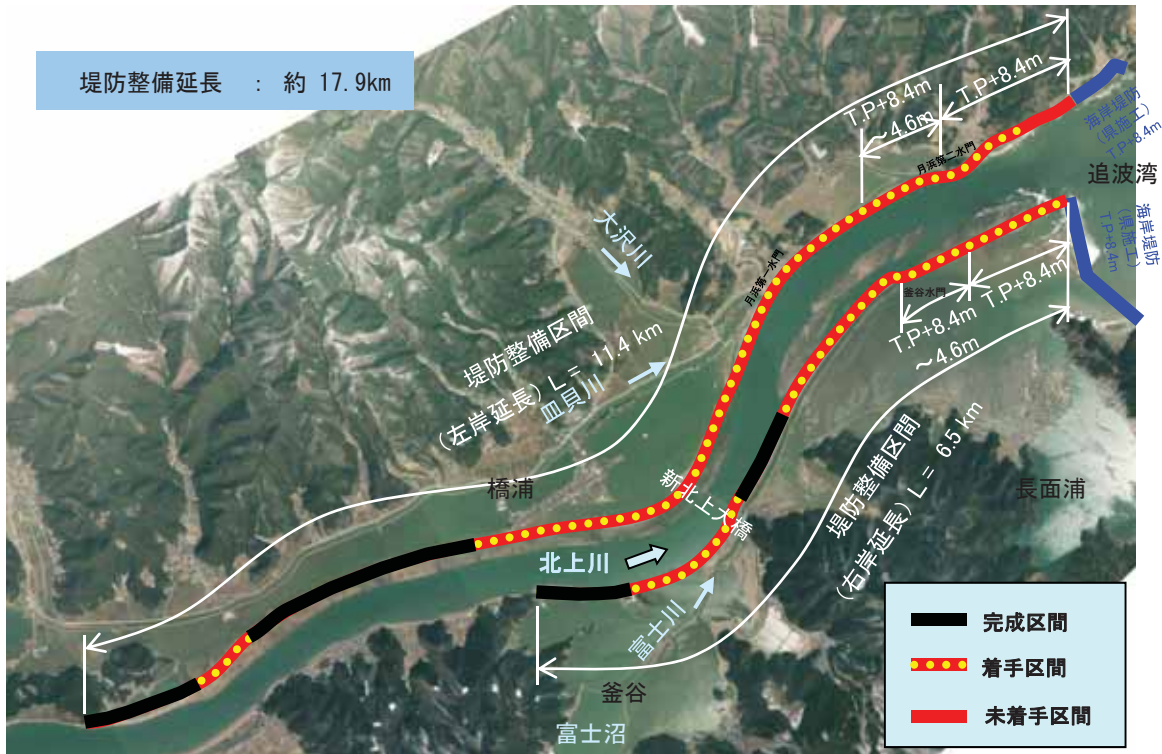 堤防整備延長 : 約 17.9km
T.P+8.4m
～4.6m
T.P+8.4m
海岸堤防
(県施工)
T.P+8.4m
追波湾
海岸堤防
(県施工)
T.P+8.4m
月浜第二水門
大沢川
月浜第一水門
釜谷水門
T.P+8.4m
T.P+8.4m
～4.6m
堤防整備区間
(左岸延長) L = 11.4 km
皿貝川
橋浦
新北上大橋
堤防整備区間
(右岸延長) L = 6.5 km
長面浦
北上川
富士川
釜谷
富士沼
完成区間
着手区間
未着手区間